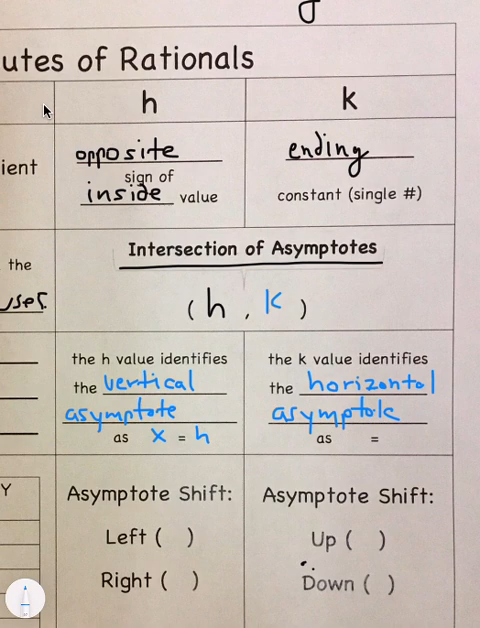 utes of Rationals
h k
ient
opposite
sign of
inside value
ending
constant (single #)
the
Intersection of Asymptotes
(h, k)
the h value identifies
the vertical
asymptote
as x = h
the k value identifies
the horizontal
asymptote
as =
Y
Asymptote Shift:
Left ( )
Right ( )
Asymptote Shift:
Up ( )
Down ( )